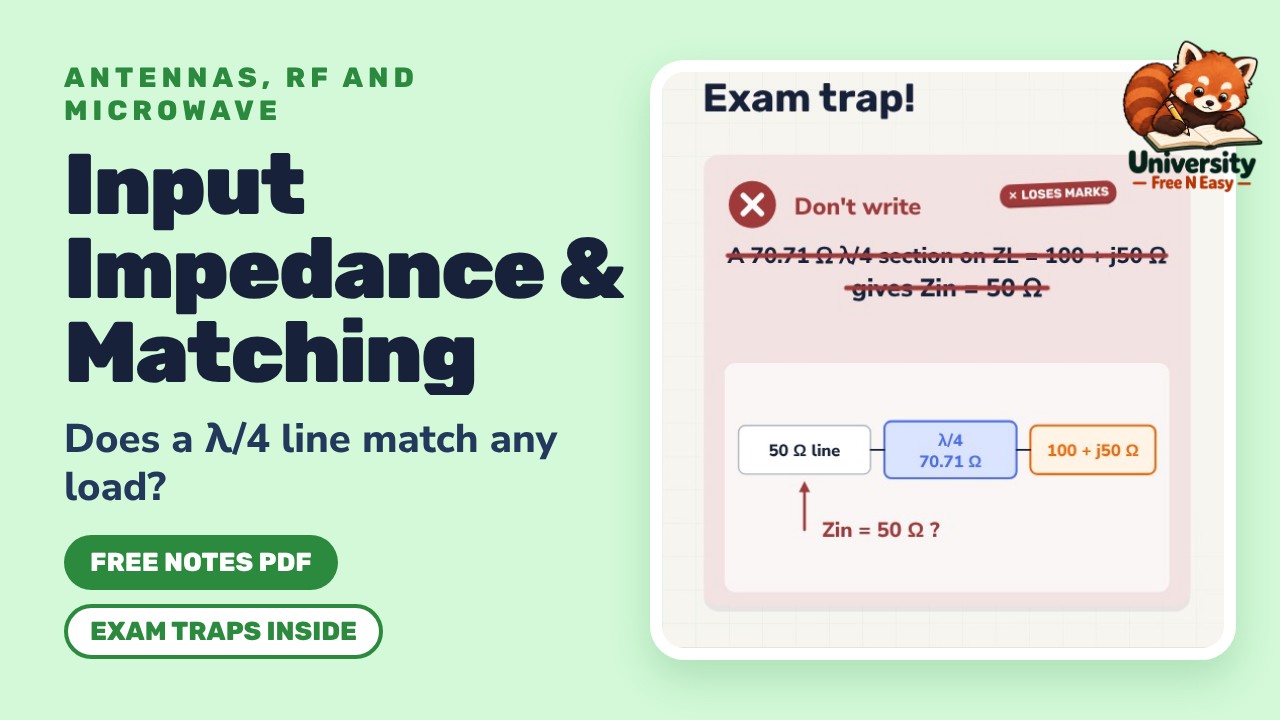 ANTENNAS, RF AND
MICROWAVE
Input
Impedance &
Matching
Does a λ/4 line match any
load?
FREE NOTES PDF
EXAM TRAPS INSIDE
Exam trap!
Don't write
× LOSES MARKS
A 70.71 Ω λ/4 section on ZL = 100 + j50 Ω
gives Zin = 50 Ω
50 Ω line
λ/4
70.71 Ω
100 + j50 Ω
Zin = 50 Ω ?
University
Free N Easy